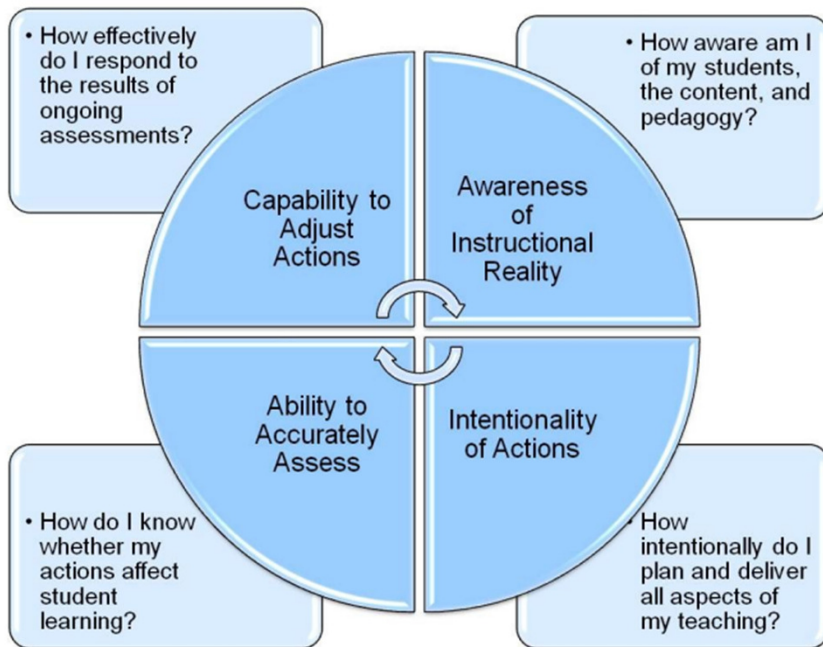 • How effectively
do I respond to
the results of
ongoing
assessments?
• How aware am I
of my students,
the content, and
pedagogy?
Capability to
Adjust
Actions
Awareness
of
Instructional
Reality
Ability to
Accurately
Assess
Intentionality
of Actions
• How do I know
whether my
actions affect
student
learning?
• How
intentionally do I
plan and deliver
all aspects of
my teaching?